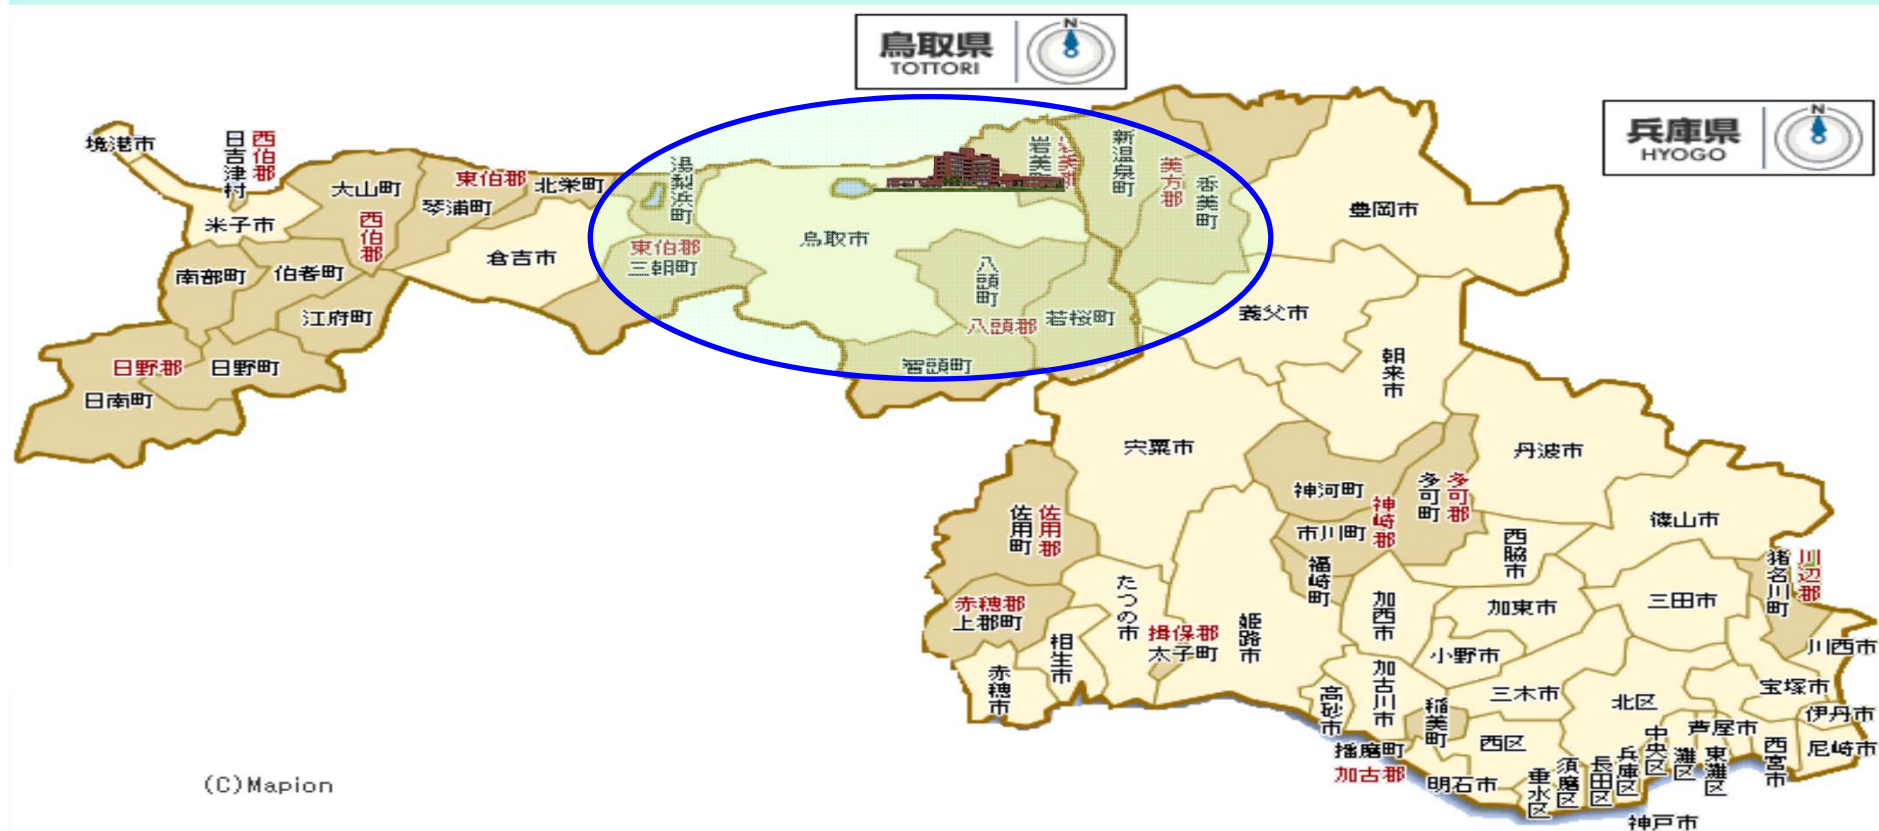 鳥取県
TOTTORI
N
兵庫県
HYOGO
N
境港市
日吉津村
西伯郡
米子市
大山町
西伯郡
東伯郡
琴浦町
北栄町
湯梨浜町
倉吉市
東伯郡
三朝町
南部町
伯耆町
江府町
日野郡
日野町
日南町
鳥取市
岩美
八頭町
八頭郡
若桜町
智頭町
新温泉町
美方郡
香美町
豊岡市
養父市
朝来市
宍粟市
丹波市
神河町
市川町
神崎郡
福崎町
多可町
多可郡
西脇市
篠山市
佐用町
佐用郡
赤穂郡
上郡町
赤穂市
相生市
たつの市
揖保郡
太子町
姫路市
加西市
加東市
三田市
猪名川町
川辺郡
川西市
小野市
三木市
加古川市
高砂市
稲美町
播磨町
加古郡
明石市
西区
北区
垂水区
須磨区
長田区
兵庫区
中央区
灘区
東灘区
芦屋市
西宮市
宝塚市
伊丹市
尼崎市
神戸市
(C)Mapion